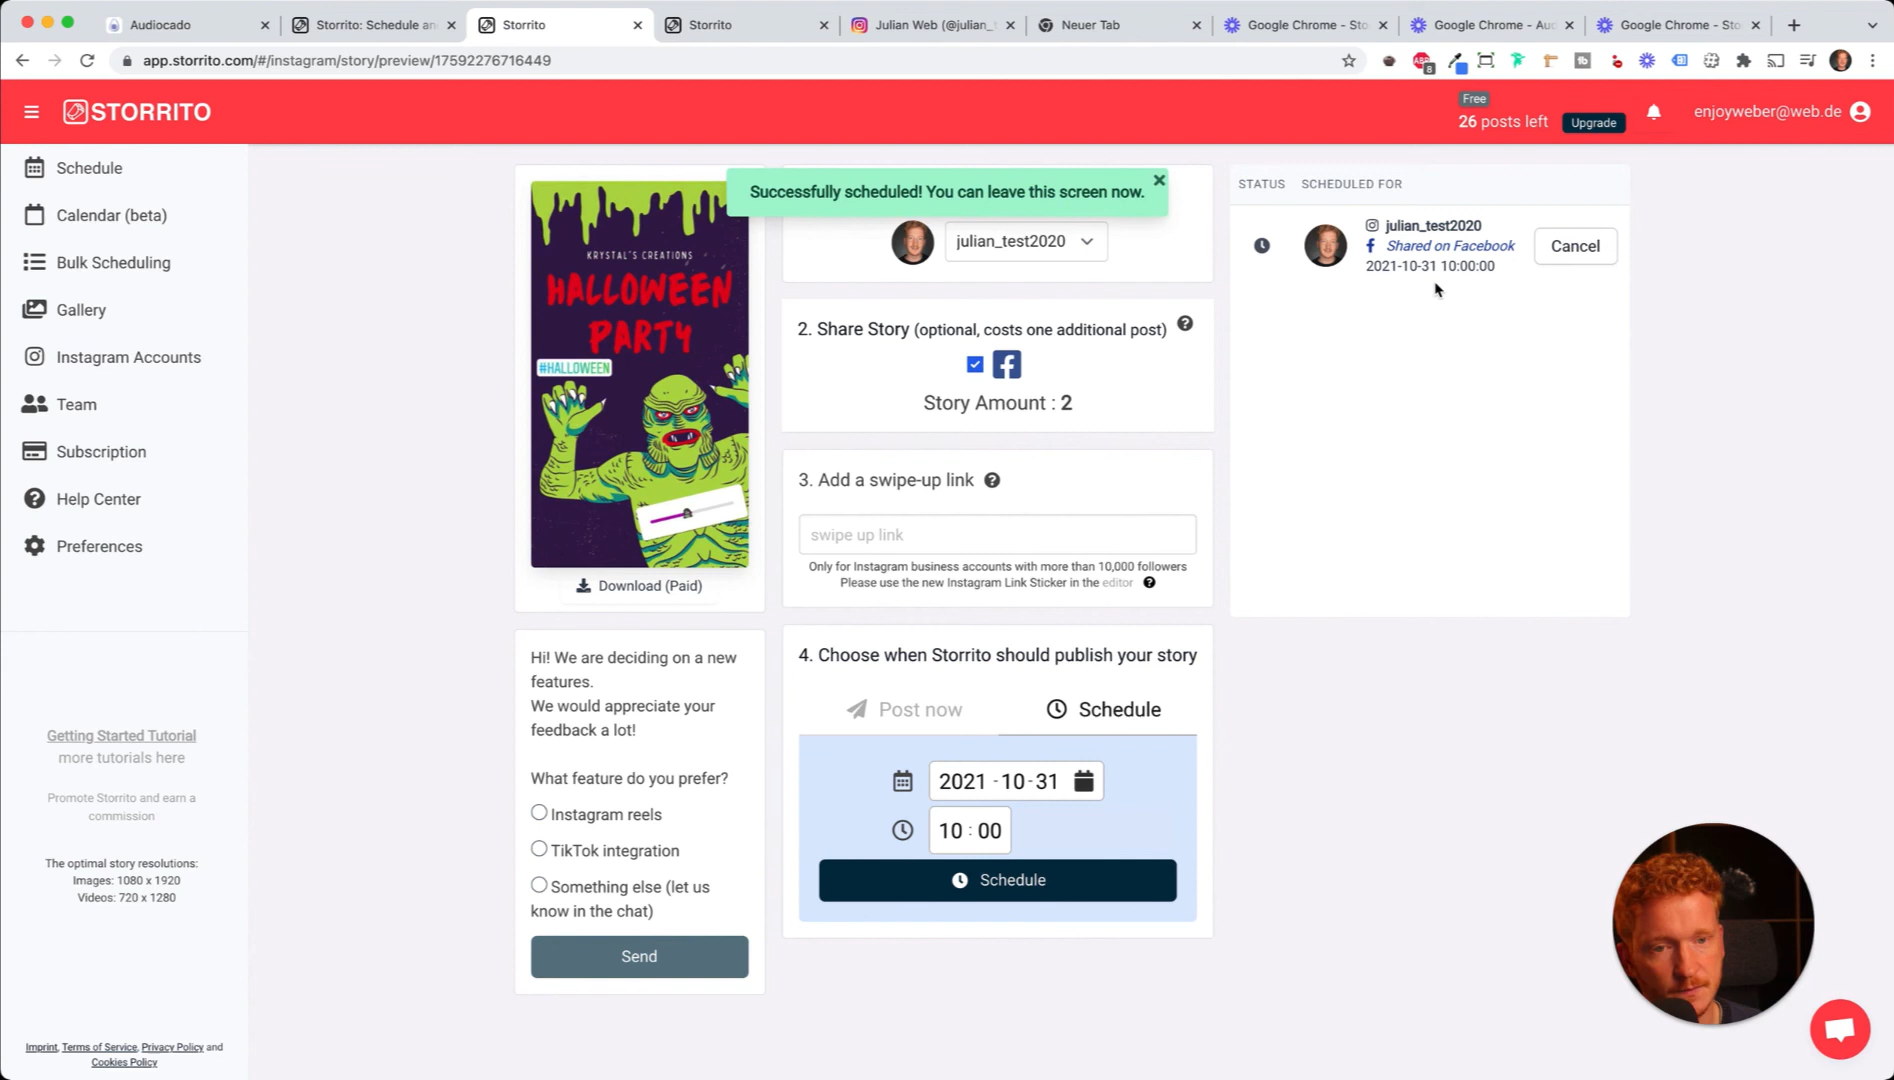 Audiocado
Storrito: Schedule an
Storrito
Storrito
Julian Web (@julian_t
Neuer Tab
Google Chrome - Sto
Google Chrome - Aud
Google Chrome - Sto
app.storrito.com/#/instagram/story/preview/17592276716449
ABP
8
STORRITO
Free
26 posts left
Upgrade
enjoyweber@web.de
Schedule
Calendar (beta)
Bulk Scheduling
Gallery
Instagram Accounts
Team
Subscription
Help Center
Preferences
Getting Started Tutorial
more tutorials here
Promote Storrito and earn a
commission
The optimal story resolutions:
Images: 1080 x 1920
Videos: 720 x 1280
Imprint, Terms of Service, Privacy Policy and
Cookies Policy
KRYSTAL'S CREATIONS
HALLOWEEN
PARTY
#HALLOWEEN
Download (Paid)
Hi! We are deciding on a new
features.
We would appreciate your
feedback a lot!
What feature do you prefer?
Instagram reels
TikTok integration
Something else (let us
know in the chat)
Send
Successfully scheduled! You can leave this screen now.
julian_test2020
2. Share Story (optional, costs one additional post)
Story Amount : 2
3. Add a swipe-up link
swipe up link
Only for Instagram business accounts with more than 10,000 followers
Please use the new Instagram Link Sticker in the editor
4. Choose when Storrito should publish your story
Post now
Schedule
2021-10-31
10:00
Schedule
STATUS
SCHEDULED FOR
julian_test2020
Shared on Facebook
2021-10-31 10:00:00
Cancel